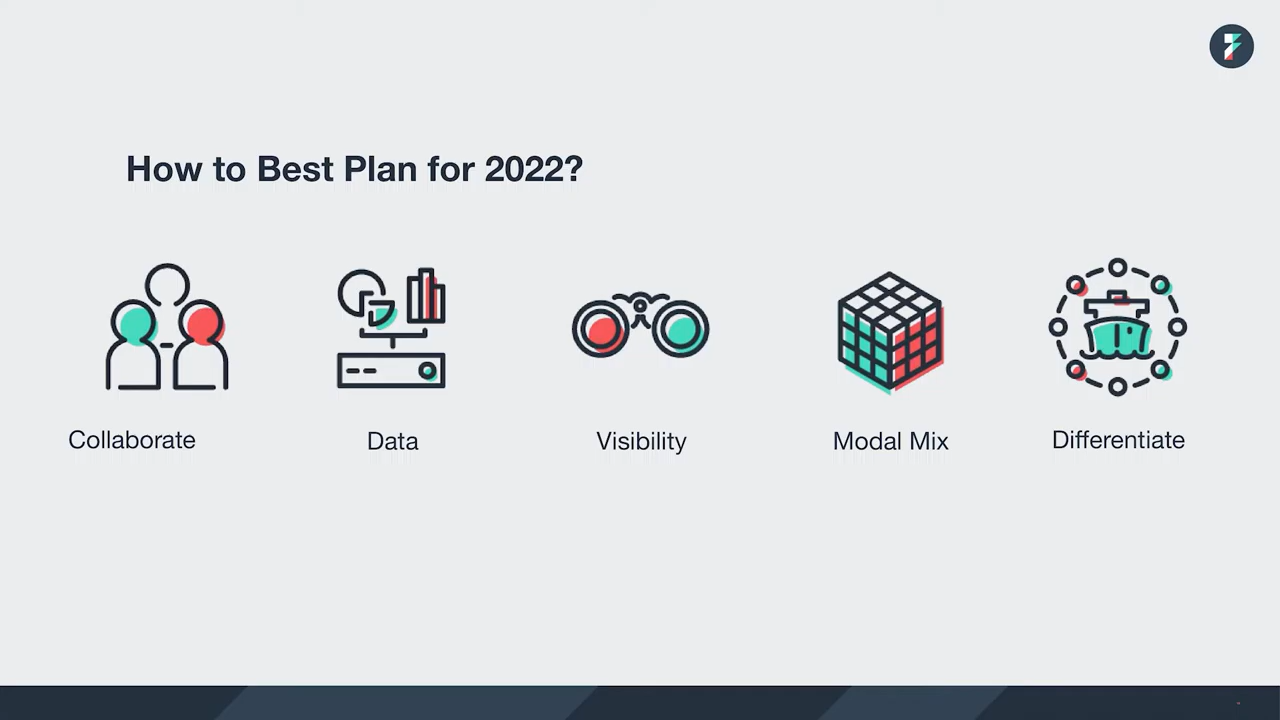 How to Best Plan for 2022?
Collaborate
Data
Visibility
Modal Mix
Differentiate